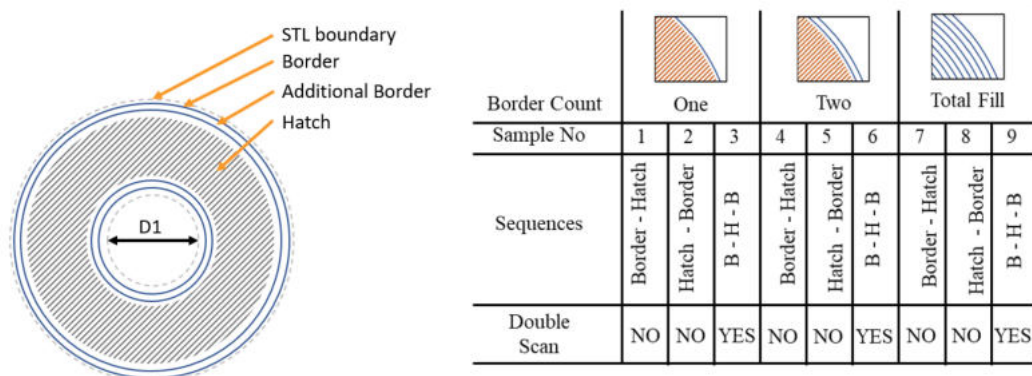 STL boundary
Border
Additional Border
Hatch
D1
Border Count One Two Total Fill
Sample No 1 2 3 4 5 6 7 8 9
Sequences
Border - Hatch
Hatch - Border
B - H - B
Border - Hatch
Hatch - Border
B - H - B
Border - Hatch
Hatch - Border
B - H - B
Double
Scan
NO NO YES NO NO YES NO NO YES